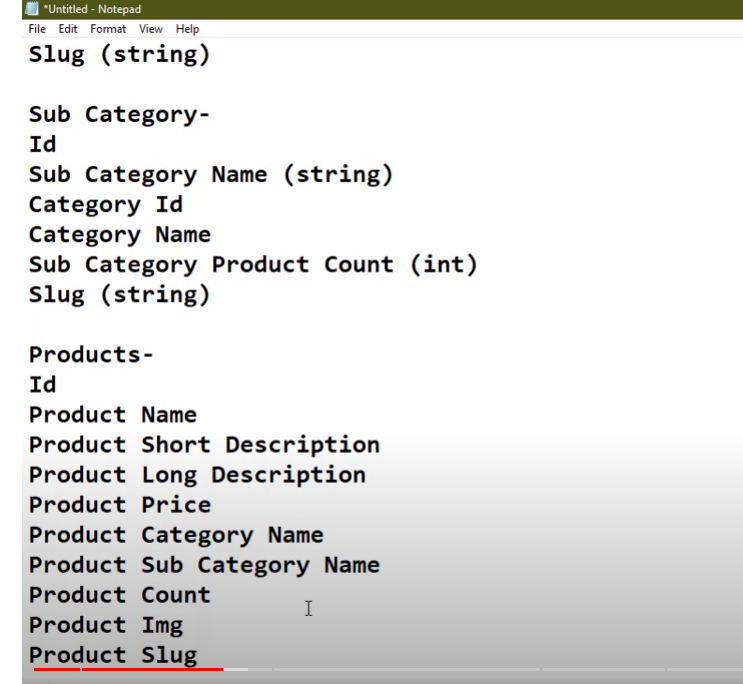 *Untitled - Notepad
File Edit Format View Help
Slug (string)
Sub Category-
Id
Sub Category Name (string)
Category Id
Category Name
Sub Category Product Count (int)
Slug (string)
Products-
Id
Product Name
Product Short Description
Product Long Description
Product Price
Product Category Name
Product Sub Category Name
Product Count
Product Img
Product Slug